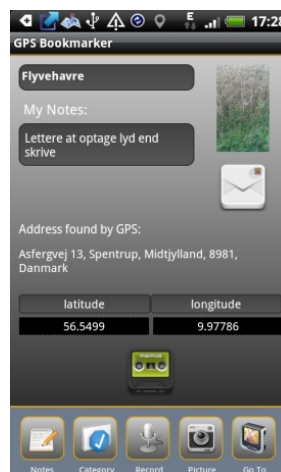 17:28
GPS Bookmarker
Flyvehavre
My Notes:
Lettere at optage lyd end
skrive
Address found by GPS:
Asfergvej 13, Spentrup, Midtjylland, 8981,
Danmark
latitude longitude
56.5499 9.97786
Notes Category Record Picture Go To